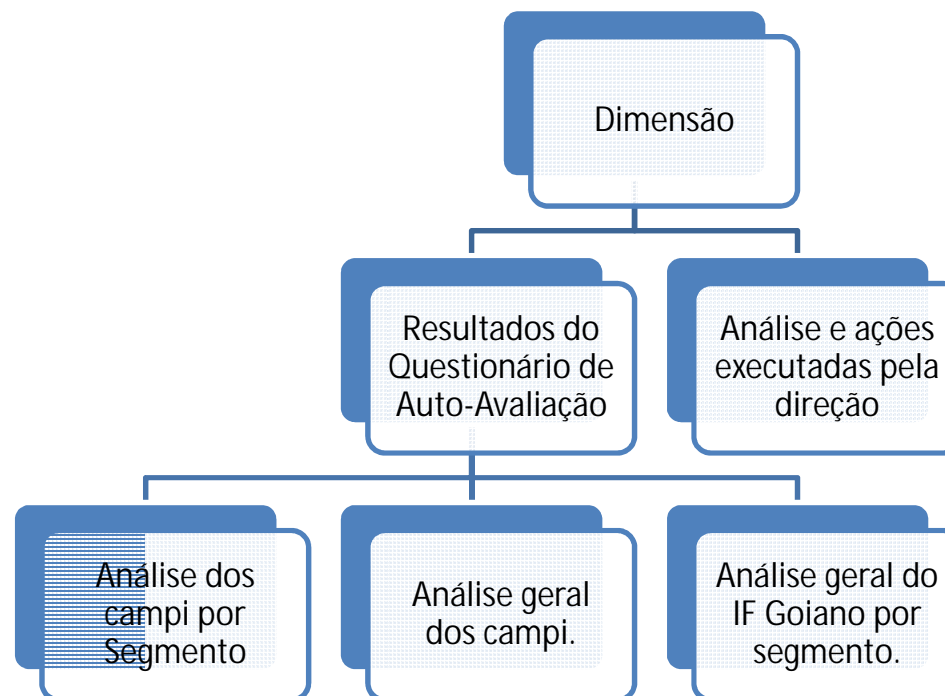 Dimensão
Resultados do
Questionário de
Auto-Avaliação
Análise e ações
executadas pela
direção
Análise dos
campi por
Segmento
Análise geral
dos campi.
Análise geral do
IF Goiano por
segmento.